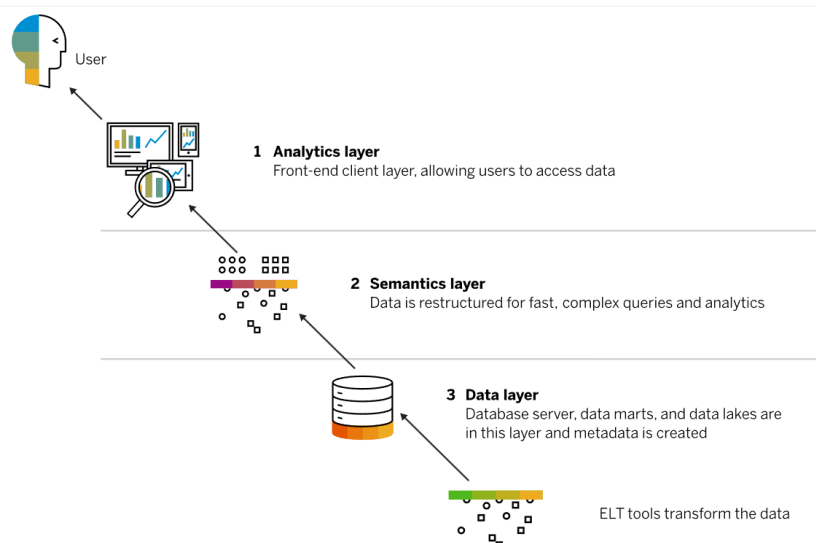 User
1 Analytics layer
Front-end client layer, allowing users to access data
2 Semantics layer
Data is restructured for fast, complex queries and analytics
3 Data layer
Database server, data marts, and data lakes are
in this layer and metadata is created
ELT tools transform the data